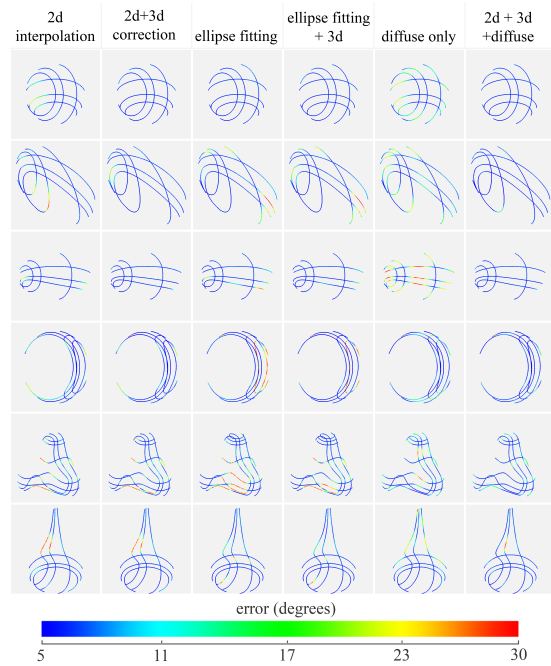 2d interpolation
2d+3d correction
ellipse fitting
ellipse fitting + 3d
diffuse only
2d + 3d +diffuse
error (degrees)
5 11 17 23 30